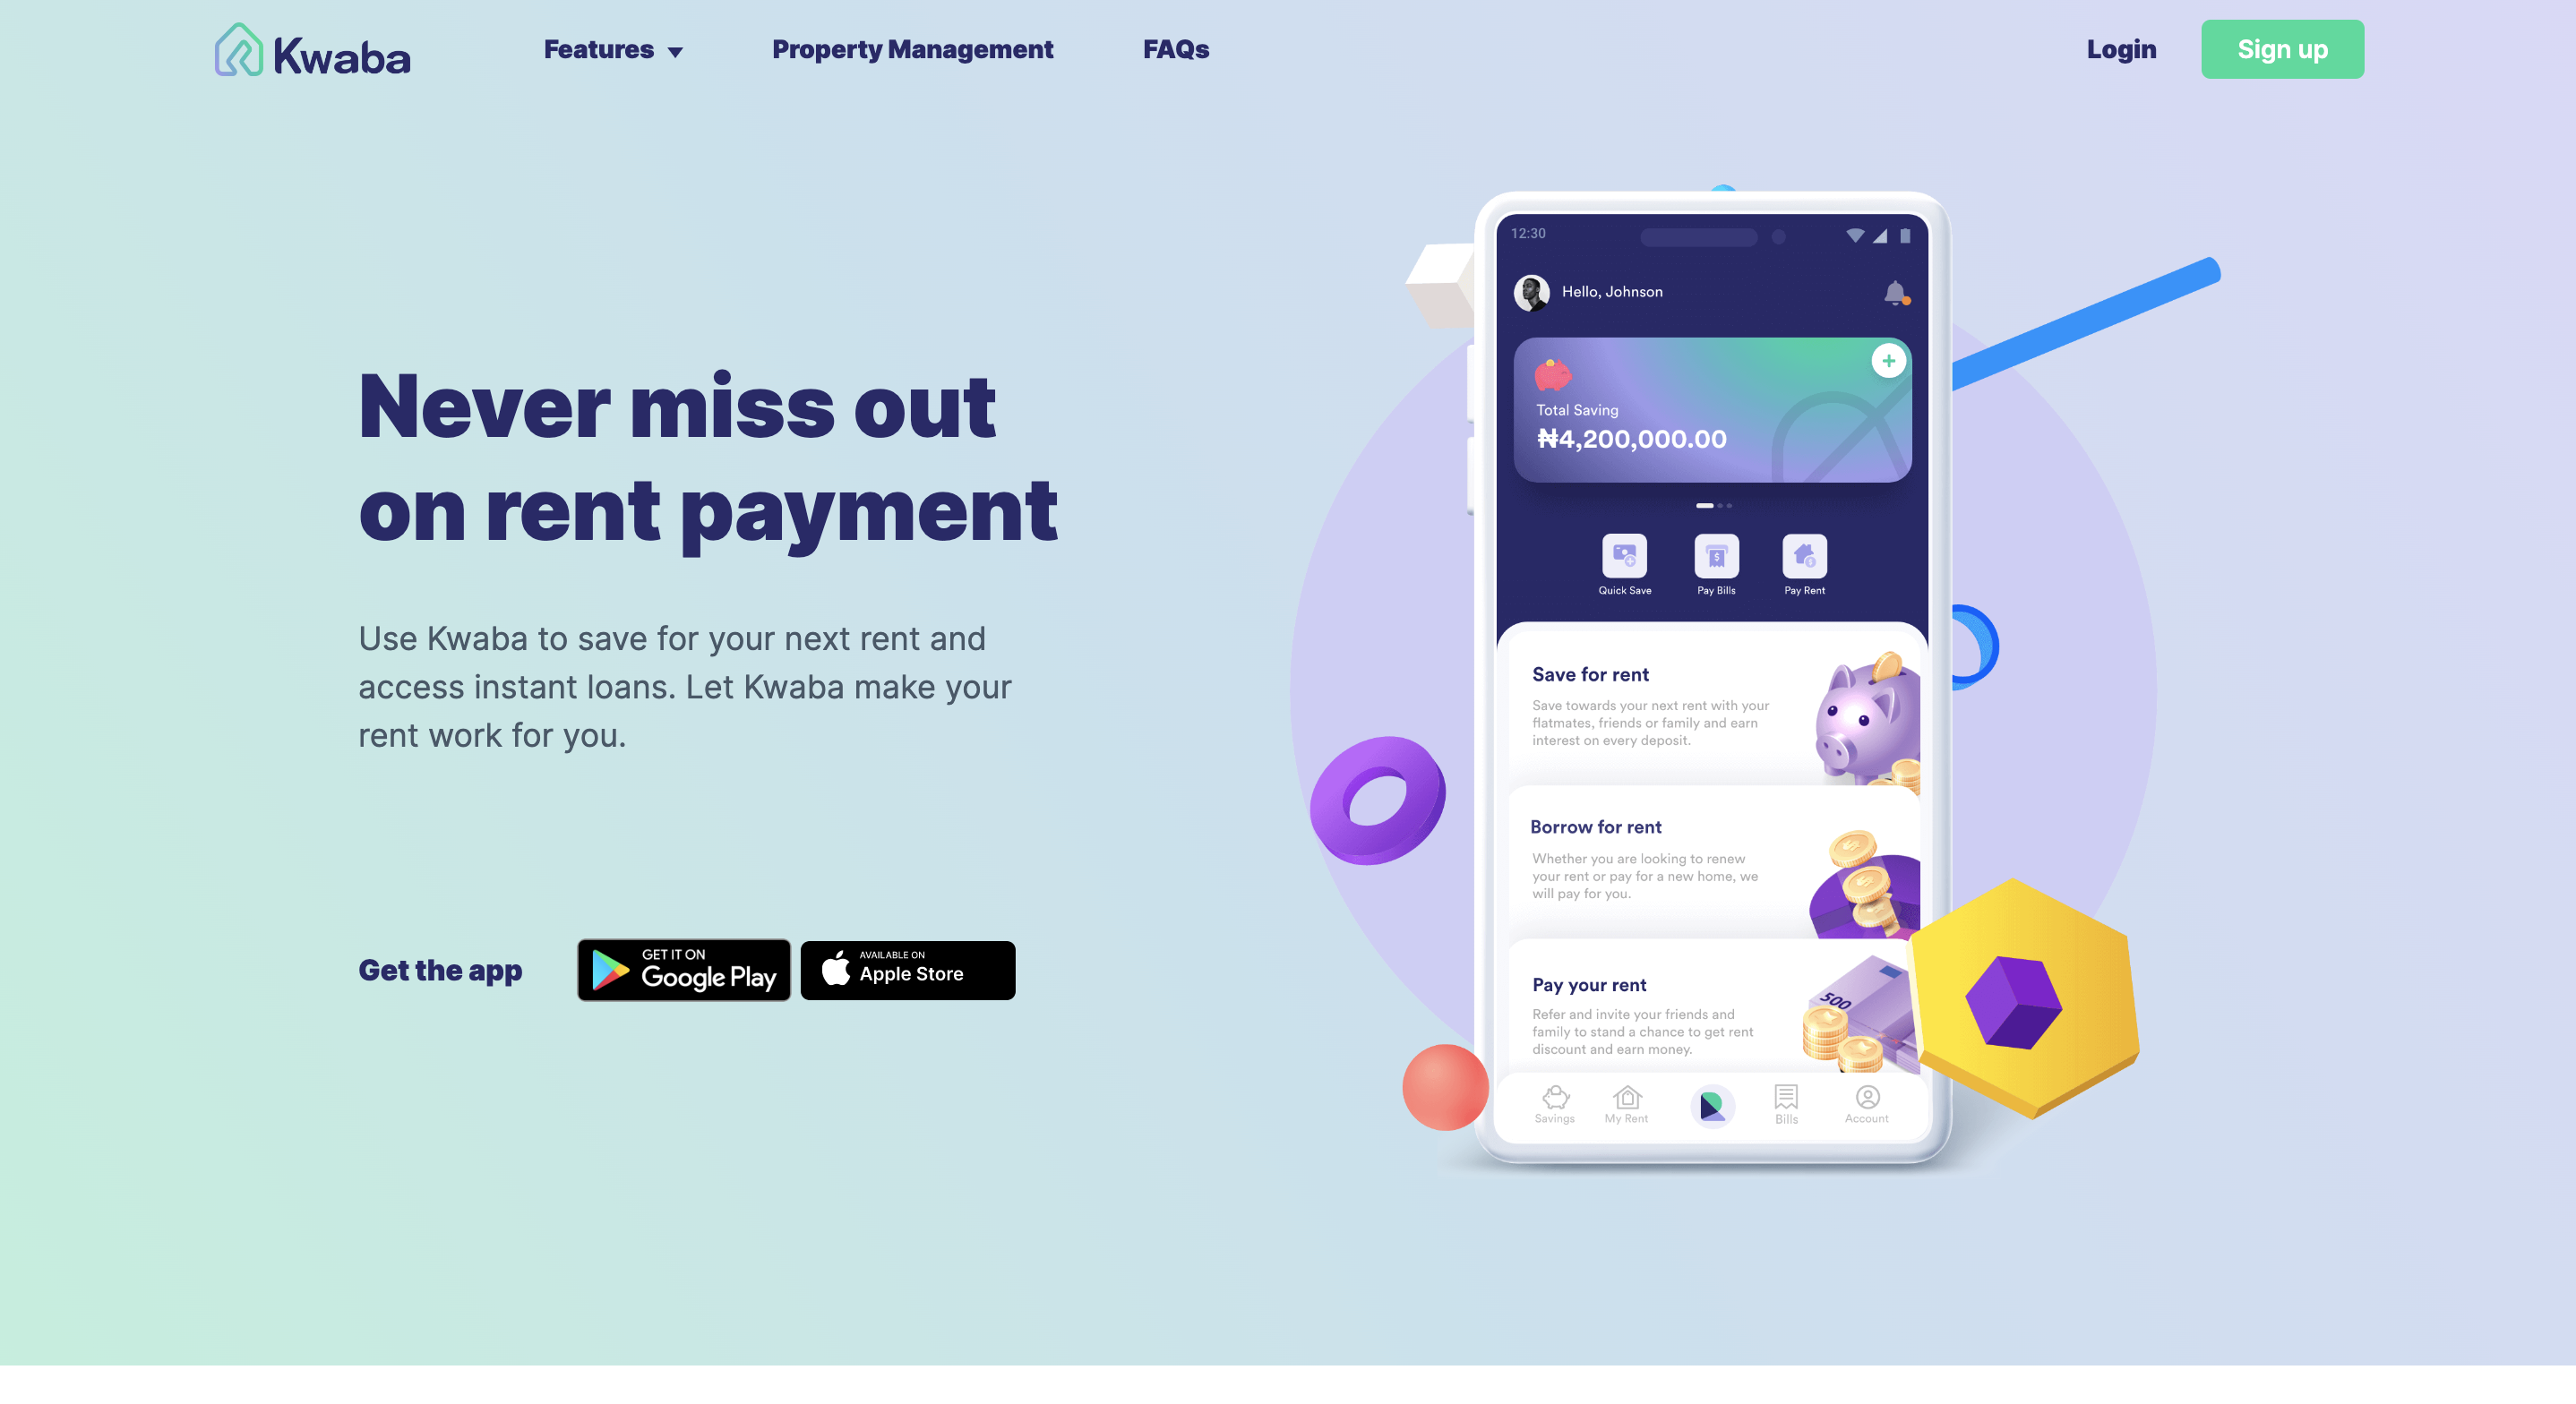 Kwaba
Features
Property Management
FAQs
Login
Sign up
Never miss out
on rent payment
Use Kwaba to save for your next rent and
access instant loans. Let Kwaba make your
rent work for you.
Get the app
GET IT ON
Google Play
AVAILABLE ON
Apple Store
12:30
Hello, Johnson
Total Saving
₦4,200,000.00
Quick Save
Pay Bills
Pay Rent
Save for rent
Save towards your next rent with your
flatmates, friends or family and earn
interest on every deposit.
Borrow for rent
Whether you are looking to renew
your rent or pay for a new home, we
will pay for you.
Pay your rent
Refer and invite your friends and
family to stand a chance to get rent
discount and earn money.
500
Savings
My Rent
Bills
Account